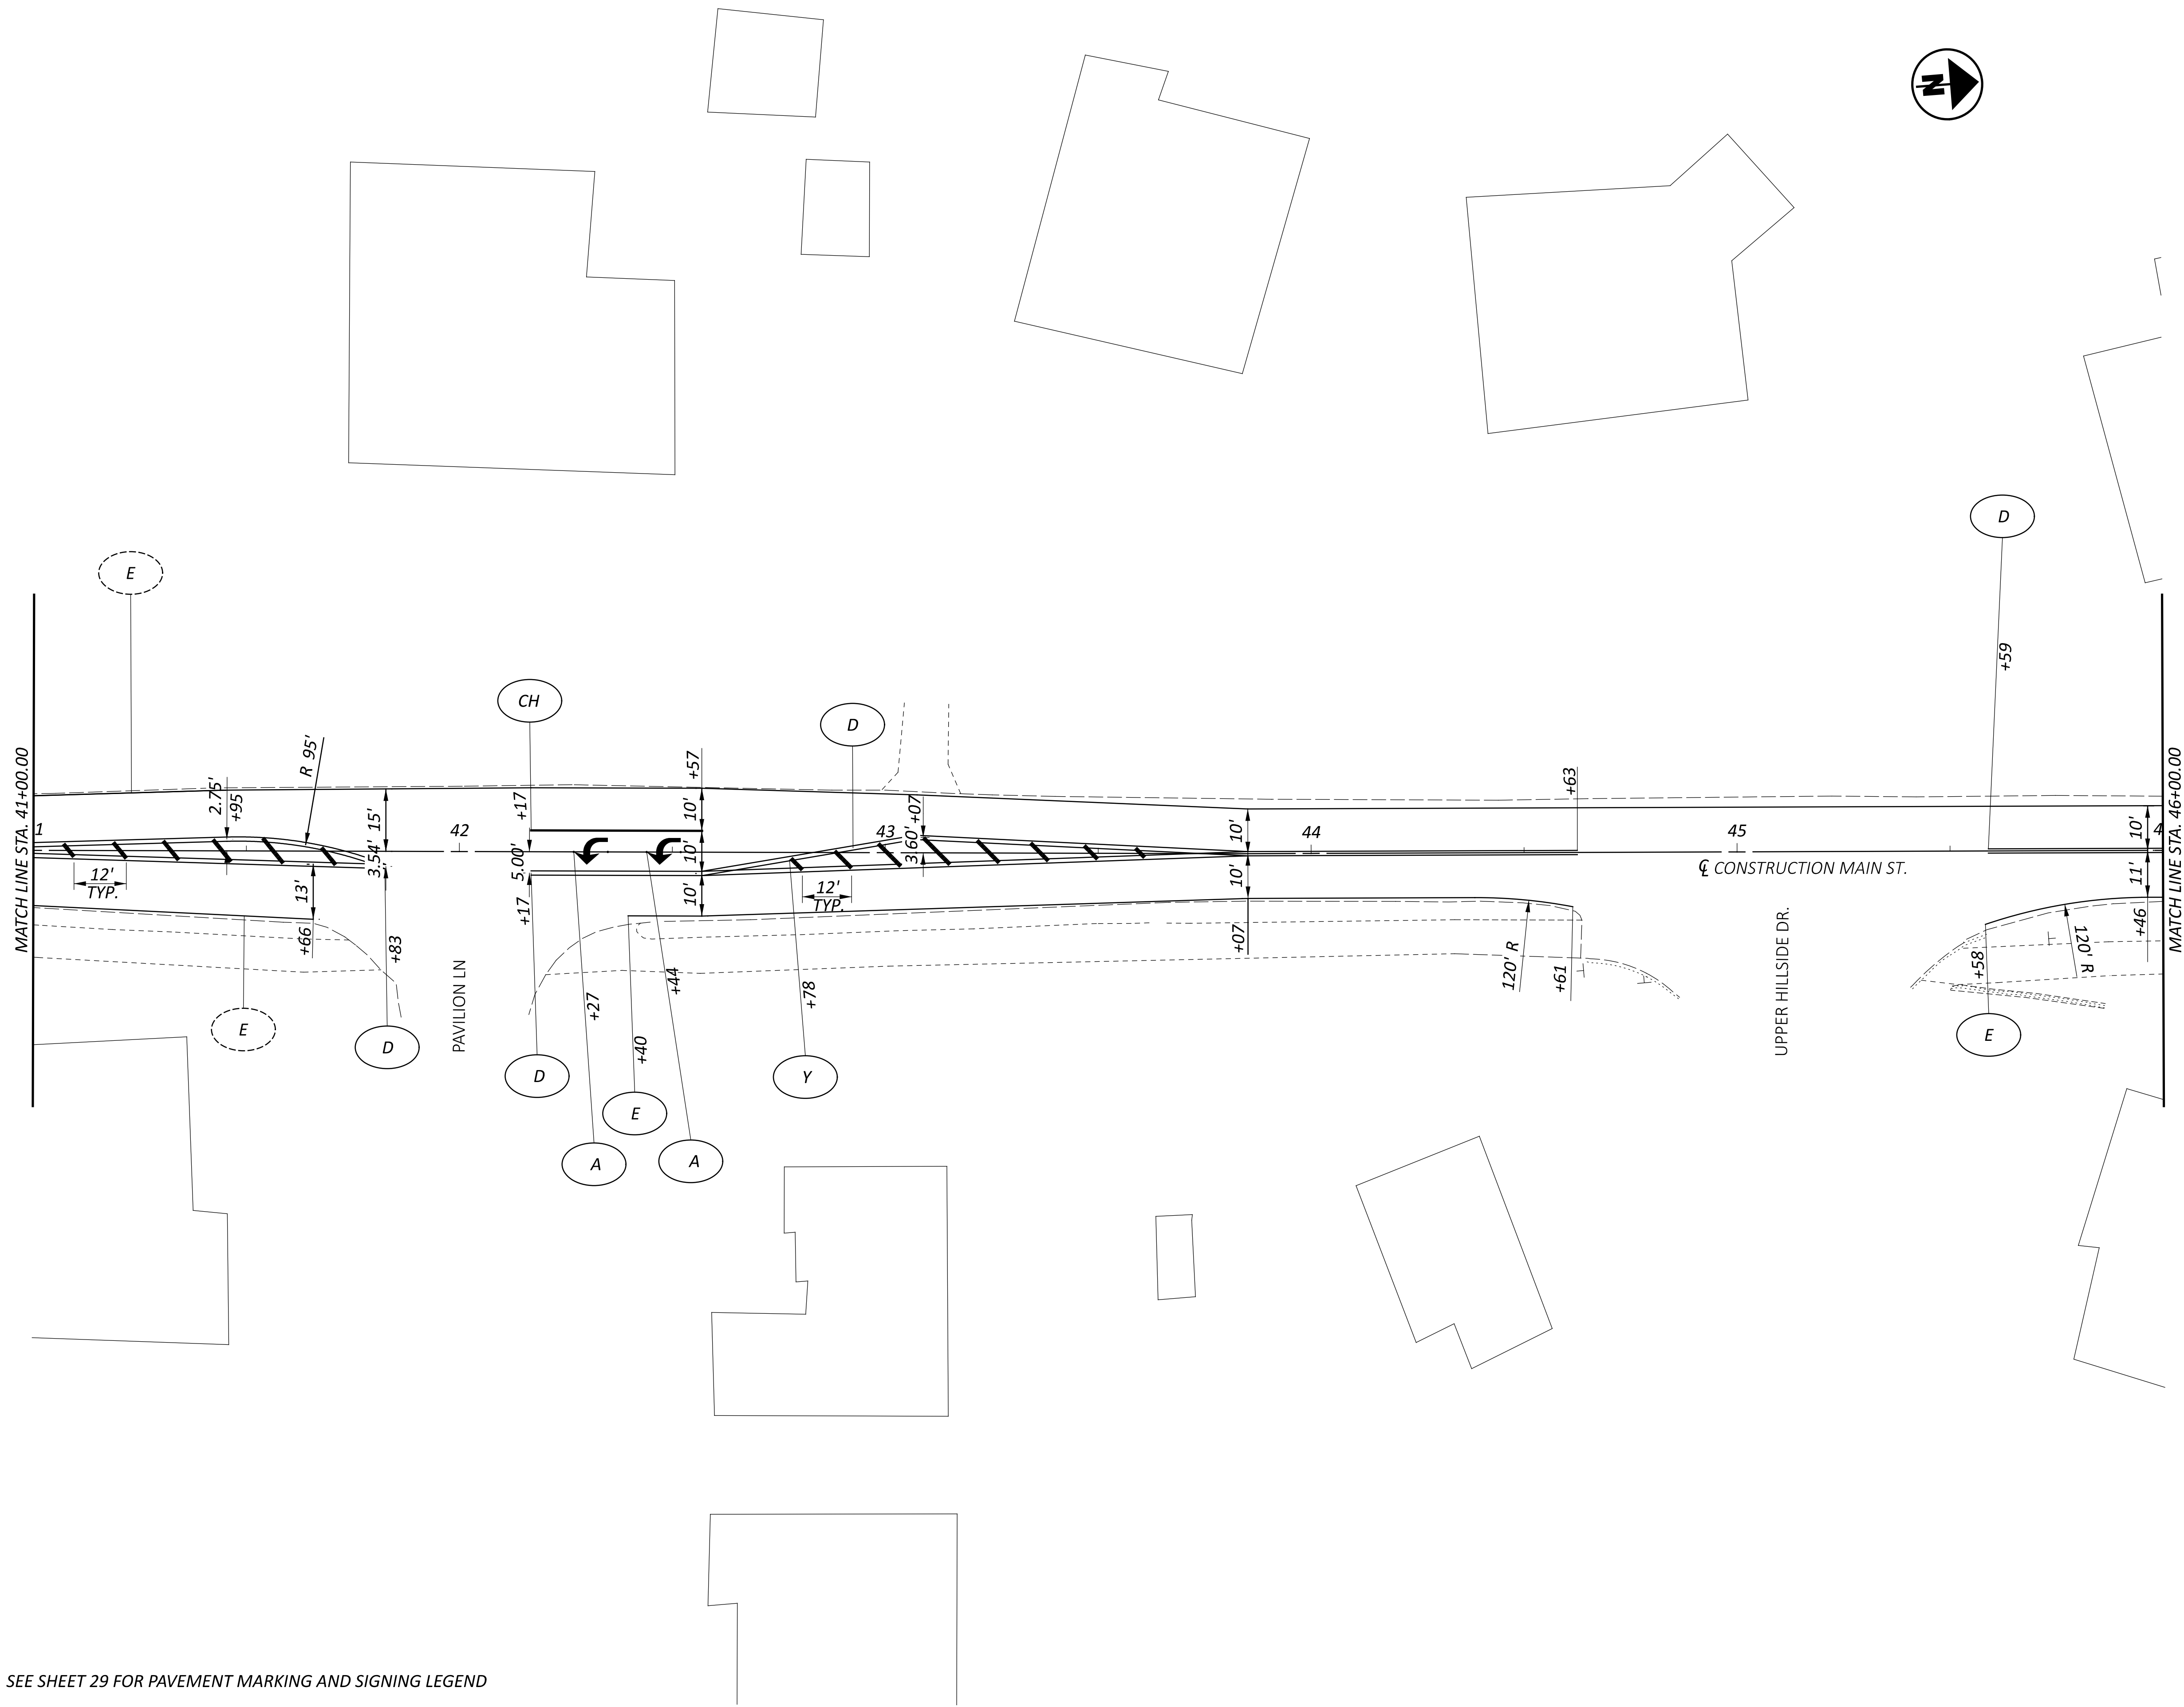 N
D
E
+59
CH
D
MATCH LINE STA. 41+00.00
MATCH LINE STA. 46+00.00
2.75'
+95
R 95'
15'
+17
+57
10'
+07
+63
1
42
43
44
45
4
3.54'
5.00'
10'
3.60'
10'
10'
℄ CONSTRUCTION MAIN ST.
12'
TYP.
13'
10'
12'
TYP.
10'
11'
+66
+83
+17
+07
120' R
+61
+58
120' R
+46
PAVILION LN
UPPER HILLSIDE DR.
+27
+44
+78
+40
E
D
D
E
Y
E
A
A
SEE SHEET 29 FOR PAVEMENT MARKING AND SIGNING LEGEND